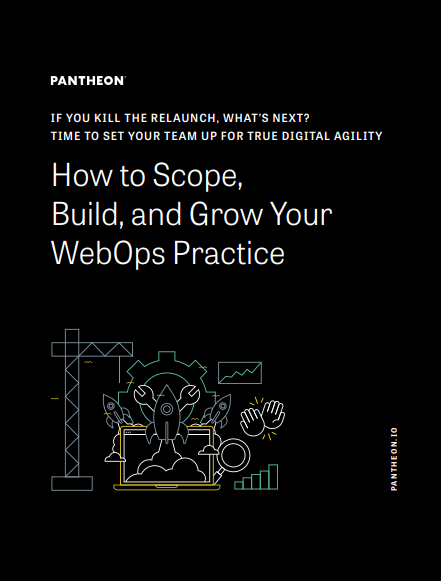 PANTHEON
IF YOU KILL THE RELAUNCH, WHAT'S NEXT?
TIME TO SET YOUR TEAM UP FOR TRUE DIGITAL AGILITY
How to Scope,
Build, and Grow Your
WebOps Practice
PANTHEON.IO